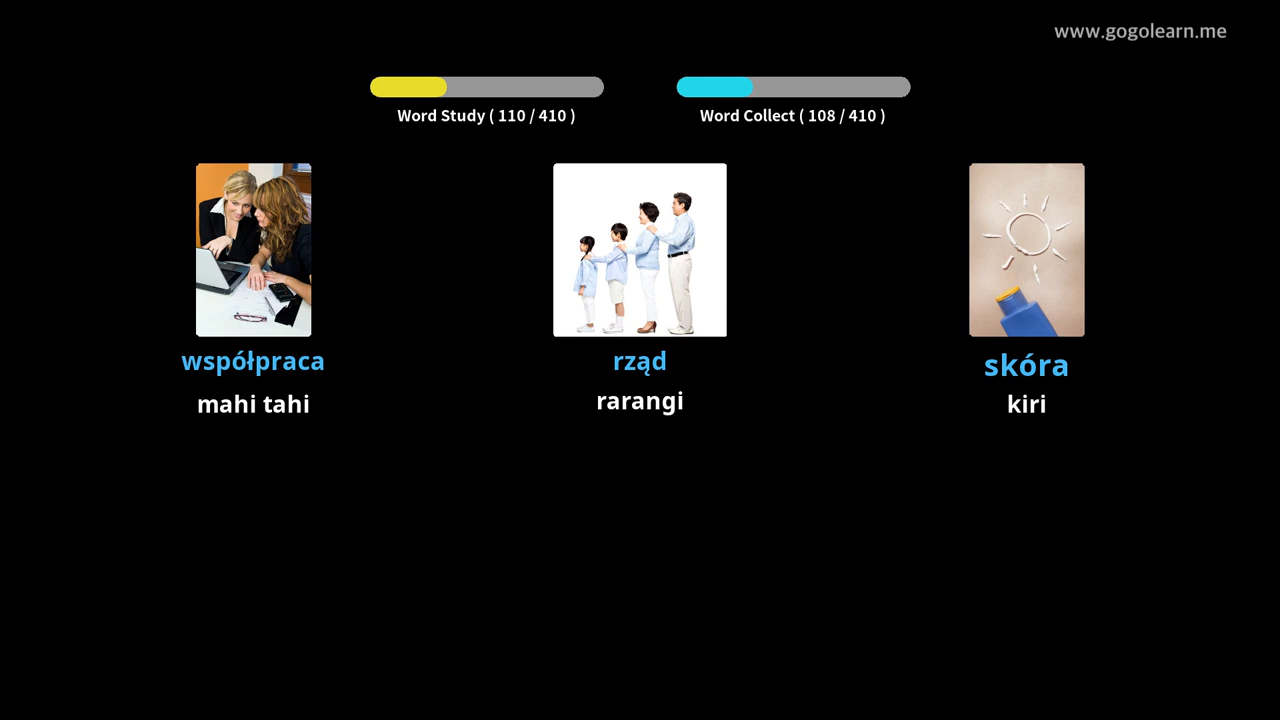 www.gogolearn.me
Word Study ( 110 / 410 )
Word Collect ( 108 / 410 )
współpraca
mahi tahi
rząd
rarangi
skóra
kiri